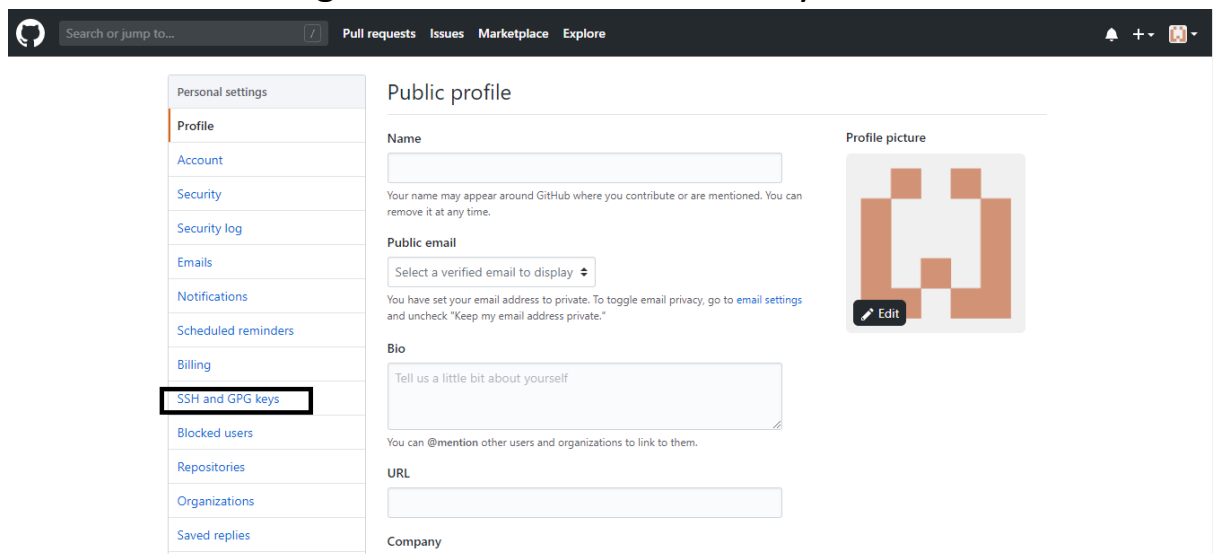 Search or jump to... / Pull requests Issues Marketplace Explore
Personal settings
Profile
Account
Security
Security log
Emails
Notifications
Scheduled reminders
Billing
SSH and GPG keys
Blocked users
Repositories
Organizations
Saved replies
Public profile
Name
Your name may appear around GitHub where you contribute or are mentioned. You can
remove it at any time.
Public email
Select a verified email to display
You have set your email address to private. To toggle email privacy, go to email settings
and uncheck "Keep my email address private."
Bio
Tell us a little bit about yourself
You can @mention other users and organizations to link to them.
URL
Company
Profile picture
Edit